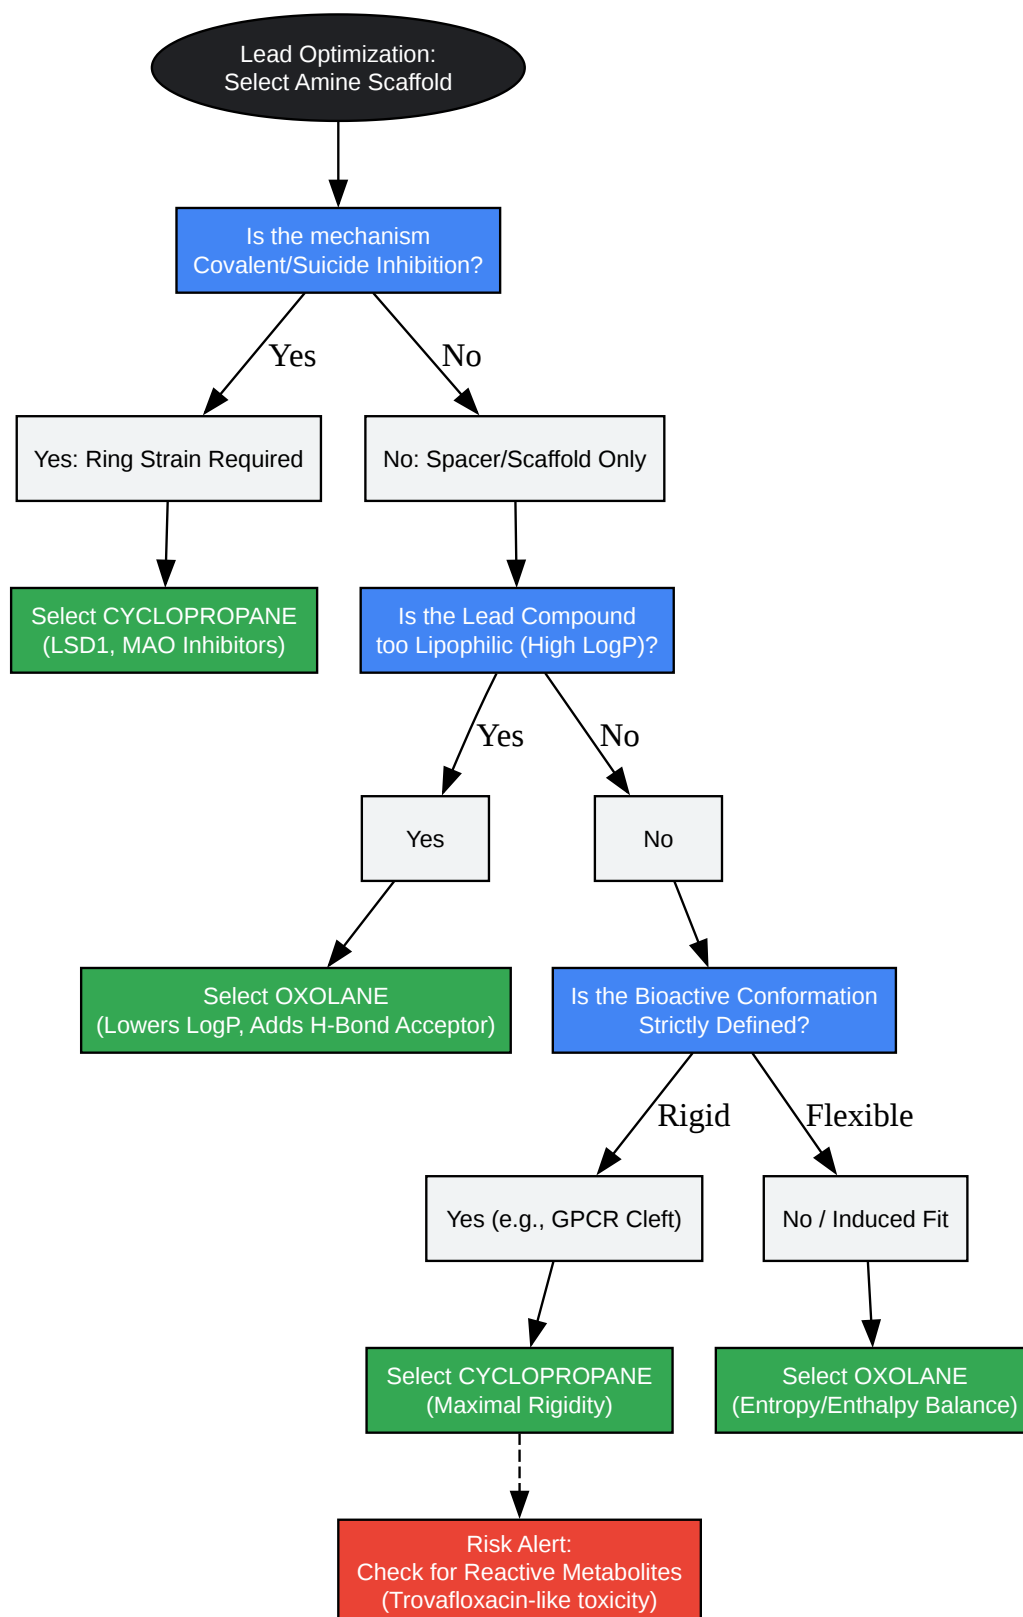 Lead Optimization:
Select Amine Scaffold
Is the mechanism
Covalent/Suicide Inhibition?
Yes
No
Yes: Ring Strain Required
No: Spacer/Scaffold Only
Select CYCLOPROPANE
(LSD1, MAO Inhibitors)
Is the Lead Compound
too Lipophilic (High LogP)?
Yes
No
Yes
No
Select OXOLANE
(Lowers LogP, Adds H-Bond Acceptor)
Is the Bioactive Conformation
Strictly Defined?
Rigid
Flexible
Yes (e.g., GPCR Cleft)
No / Induced Fit
Select CYCLOPROPANE
(Maximal Rigidity)
Select OXOLANE
(Entropy/Enthalpy Balance)
Risk Alert:
Check for Reactive Metabolites
(Trovafloxacin-like toxicity)